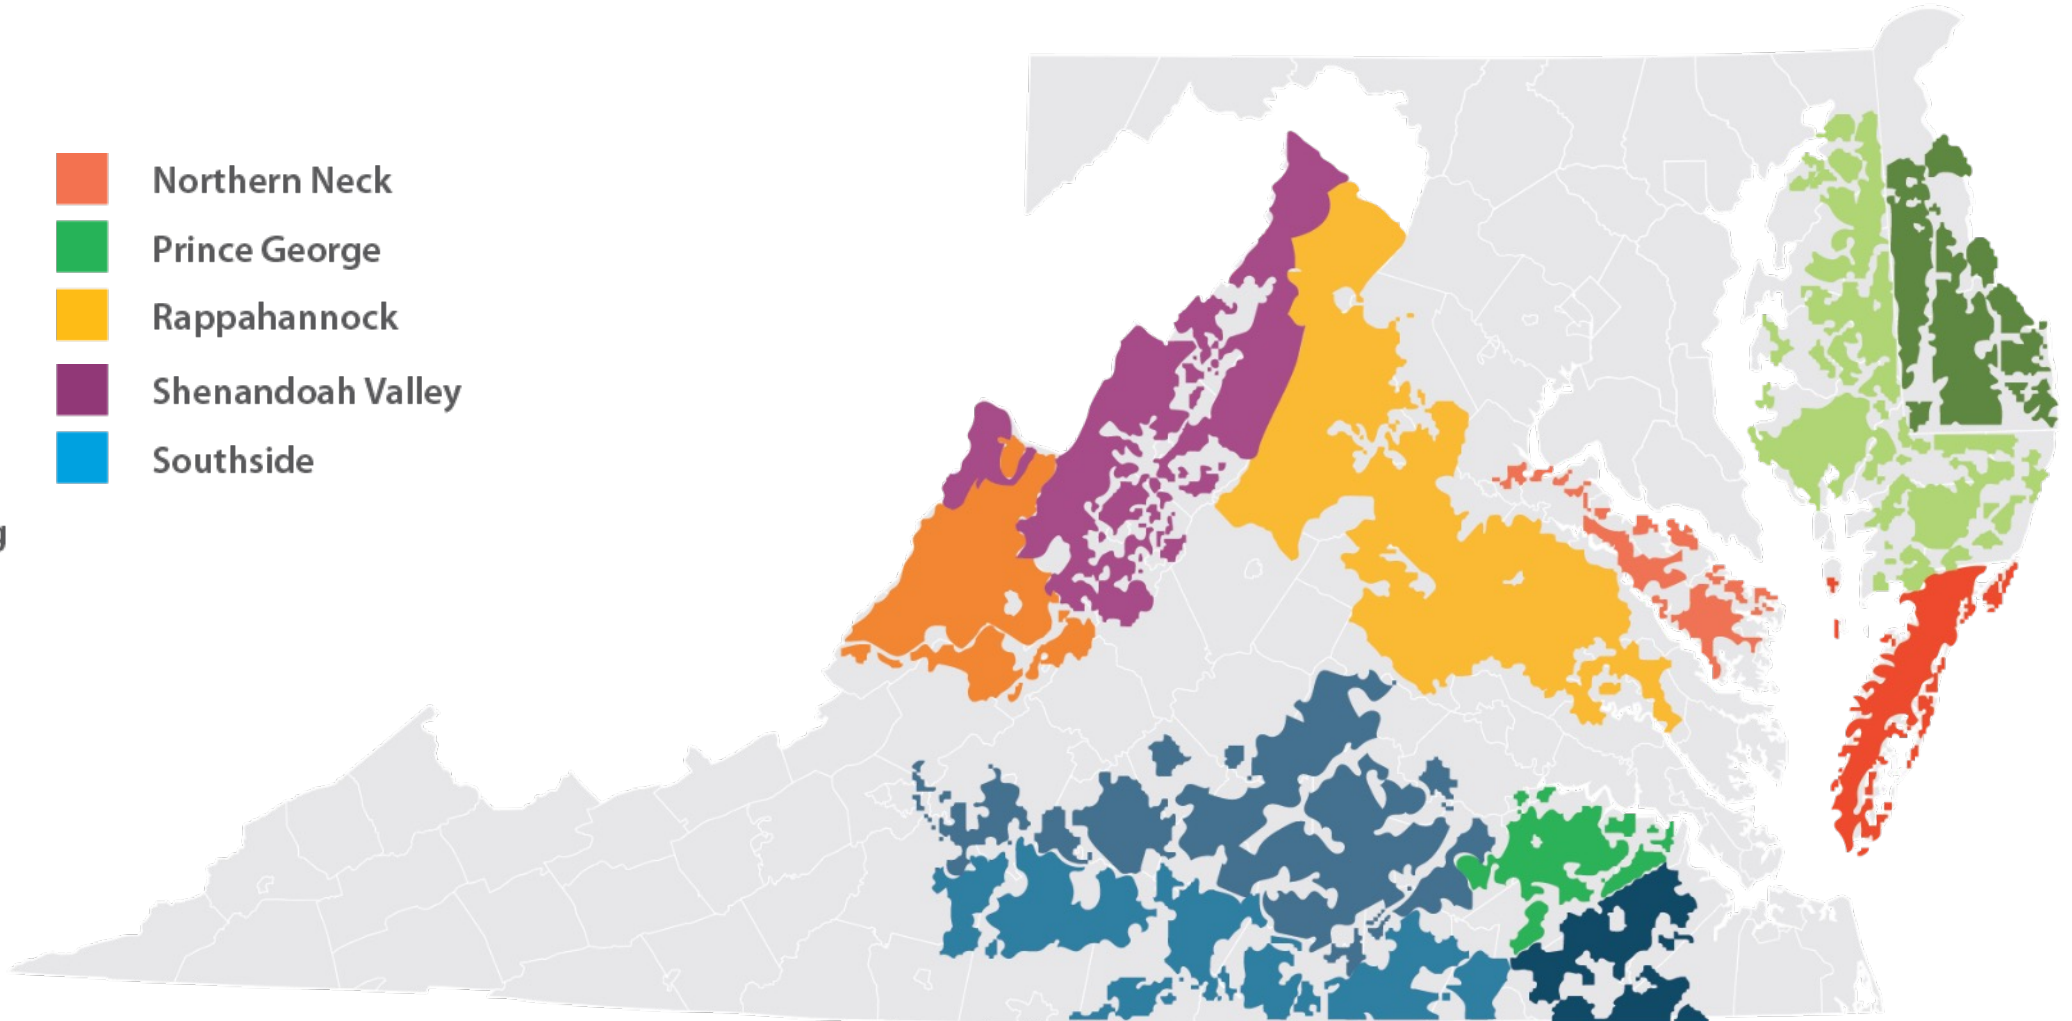 Northern Neck
Prince George
Rappahannock
Shenandoah Valley
Southside
g